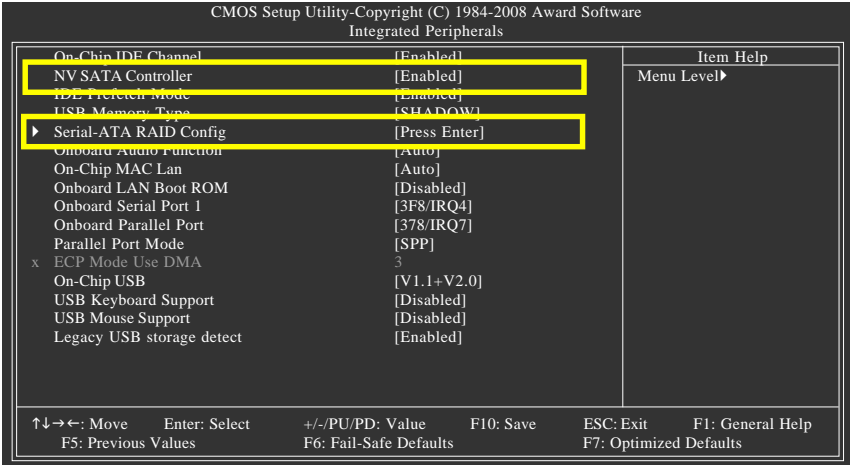 CMOS Setup Utility-Copyright (C) 1984-2008 Award Software
Integrated Peripherals
On-Chip IDE Channel [Enabled] Item Help
NV SATA Controller [Enabled] Menu Level
IDE Prefetch Mode [Enabled]
USB Memory Type [SHADOW]
Serial-ATA RAID Config [Press Enter]
Onboard Audio Function [Auto]
On-Chip MAC Lan [Auto]
Onboard LAN Boot ROM [Disabled]
Onboard Serial Port 1 [3F8/IRQ4]
Onboard Parallel Port [378/IRQ7]
Parallel Port Mode [SPP]
x ECP Mode Use DMA 3
On-Chip USB [V1.1+V2.0]
USB Keyboard Support [Disabled]
USB Mouse Support [Disabled]
Legacy USB storage detect [Enabled]
↑↓→←: Move Enter: Select +/-/PU/PD: Value F10: Save ESC: Exit F1: General Help
F5: Previous Values F6: Fail-Safe Defaults F7: Optimized Defaults